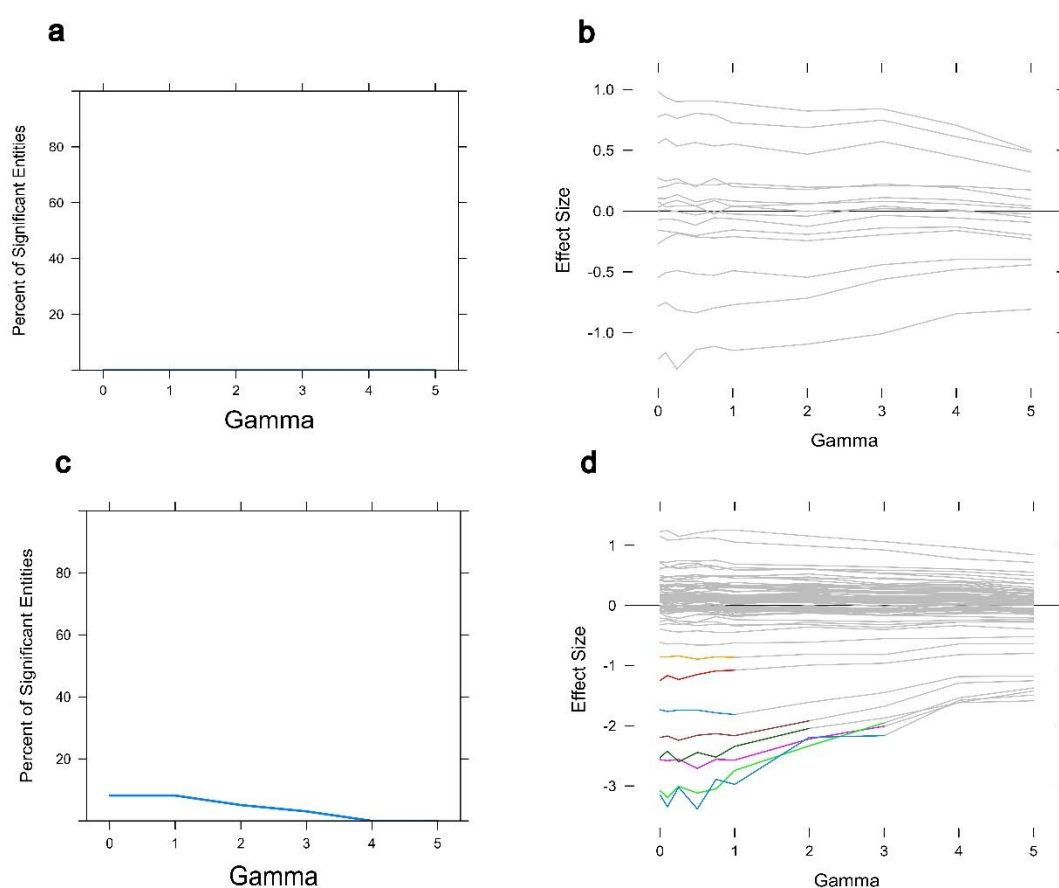 a
Percent of Significant Entities
80
60
40
20
0 1 2 3 4 5
Gamma
b
Effect Size
1.0
0.5
0.0
-0.5
-1.0
0 1 2 3 4 5
Gamma
c
Percent of Significant Entities
80
60
40
20
0 1 2 3 4 5
Gamma
d
Effect Size
1
0
-1
-2
-3
0 1 2 3 4 5
Gamma